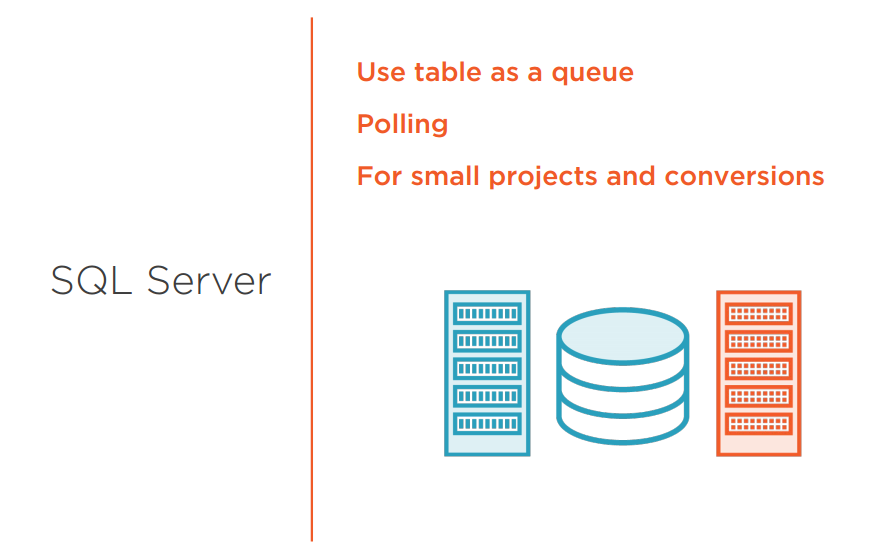 SQL Server
Use table as a queue
Polling
For small projects and conversions